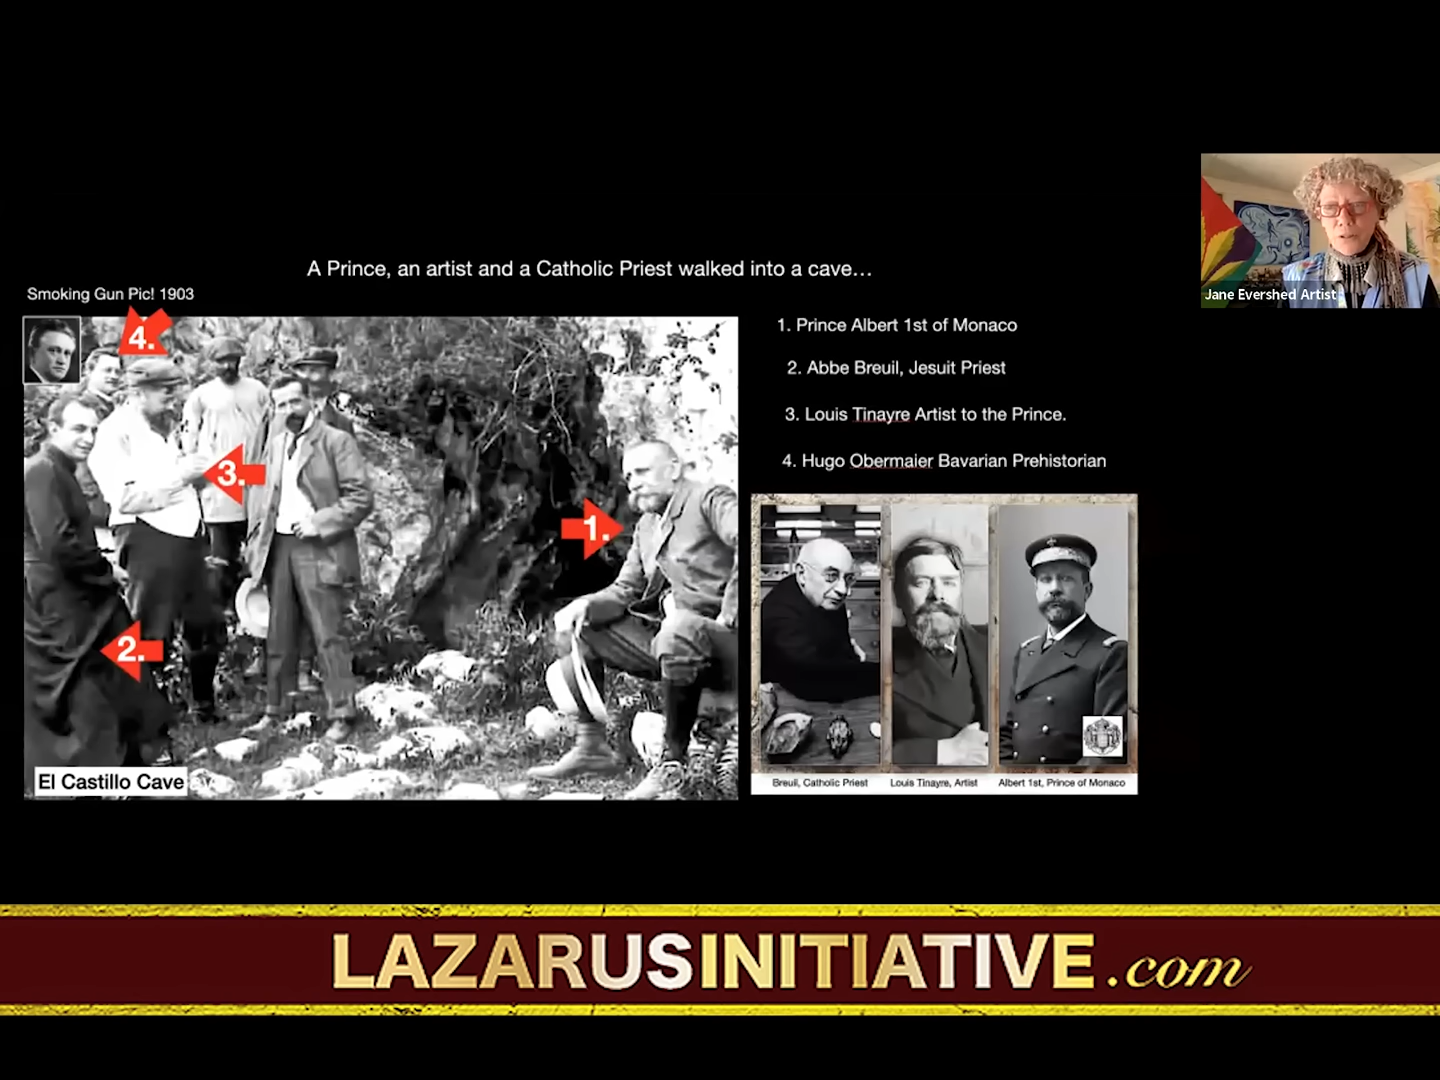 A Prince, an artist and a Catholic Priest walked into a cave...
Smoking Gun Pic! 1903
4.
3.
1.
2.
El Castillo Cave
1. Prince Albert 1st of Monaco
2. Abbe Breuil, Jesuit Priest
3. Louis Tinayre Artist to the Prince.
4. Hugo Obermaier Bavarian Prehistorian
Breuil, Catholic Priest
Louis Tinayre, Artist
Albert 1st, Prince of Monaco
Jane Evershed Artist
LAZARUSINITIATIVE.com